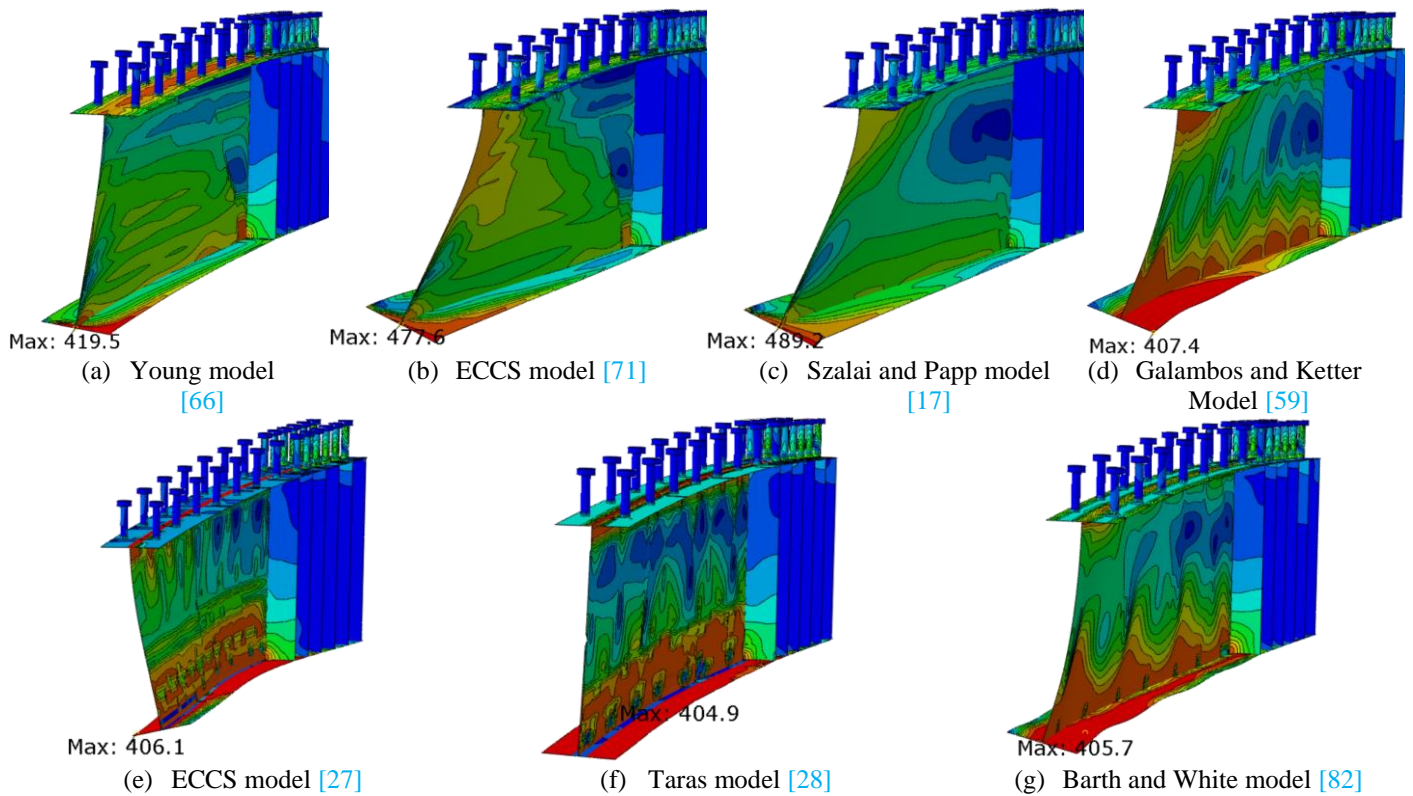 Max: 419.5
Max: 477.6
Max: 489.2
Max: 407.4
(a) Young model
[66]
(b) ECCS model [71]
(c) Szalai and Papp model
[17]
(d) Galambos and Ketter
Model [59]
Max: 406.1
Max: 404.9
Max: 405.7
(e) ECCS model [27]
(f) Taras model [28]
(g) Barth and White model [82]